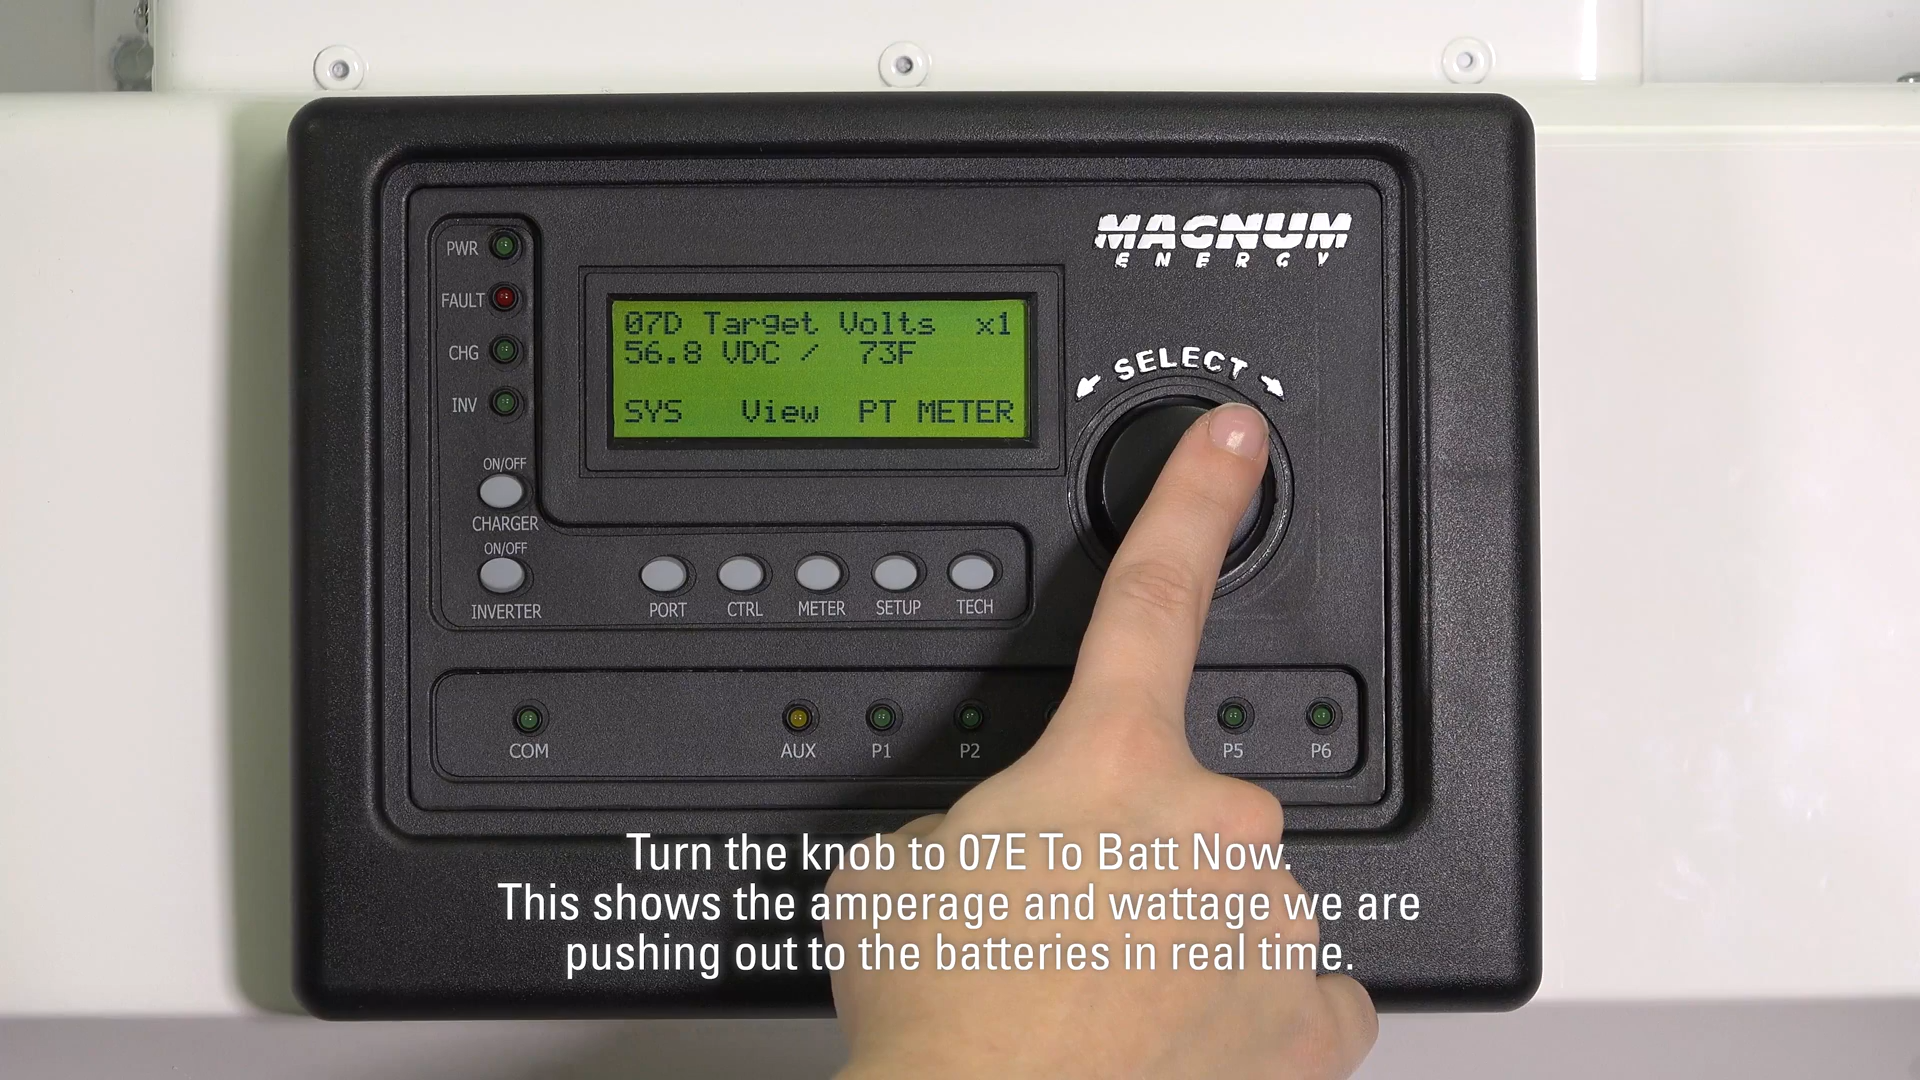 MAGNUM
ENERGY
PWR
FAULT
CHG
INV
07D Target Volts x1
56.8 VDC / 73F
SYS View PT METER
SELECT
ON/OFF
CHARGER
ON/OFF
INVERTER
PORT CTRL METER SETUP TECH
COM AUX P1 P2 P5 P6
Turn the knob to 07E To Batt Now.
This shows the amperage and wattage we are
pushing out to the batteries in real time.